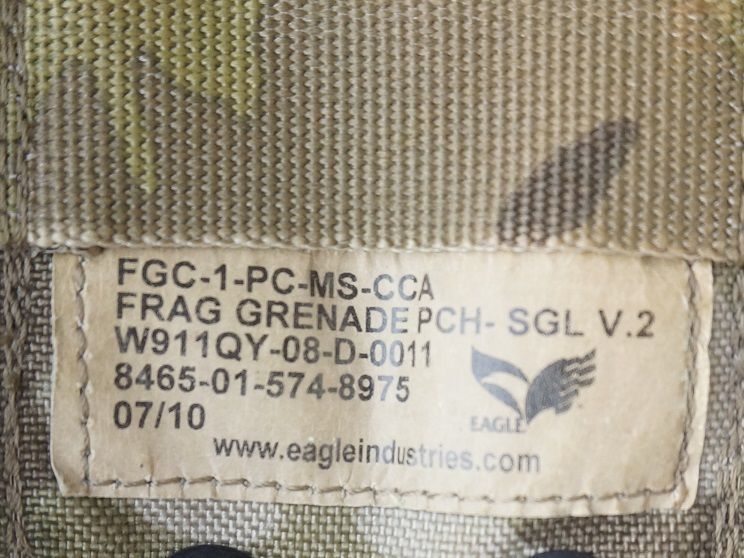 FGC-1-PC-MS-CCA
FRAG GRENADE PCH- SGL V.2
W911QY-08-D-0011
8465-01-574-8975
07/10
EAGLE
www.eagleindustries.com